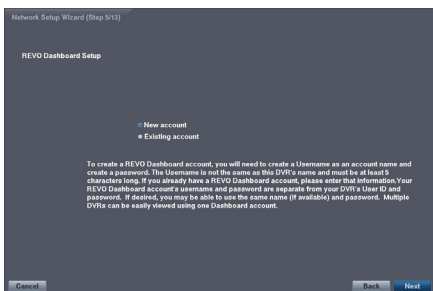 Network Setup Wizard (Step 5/13)
REVO Dashboard Setup
New account
Existing account
To create a REVO Dashboard account, you will need to create a Username as an account name and
create a password. The Username is not the same as this DVR's name and must be at least 5
characters long. If you already have a REVO Dashboard account, please enter that information.Your
REVO Dashboard account's username and password are separate from your DVR's User ID and
password. If desired, you may be able to use the same name (if available) and password. Multiple
DVRs can be easily viewed using one Dashboard account.
Cancel
Back
Next